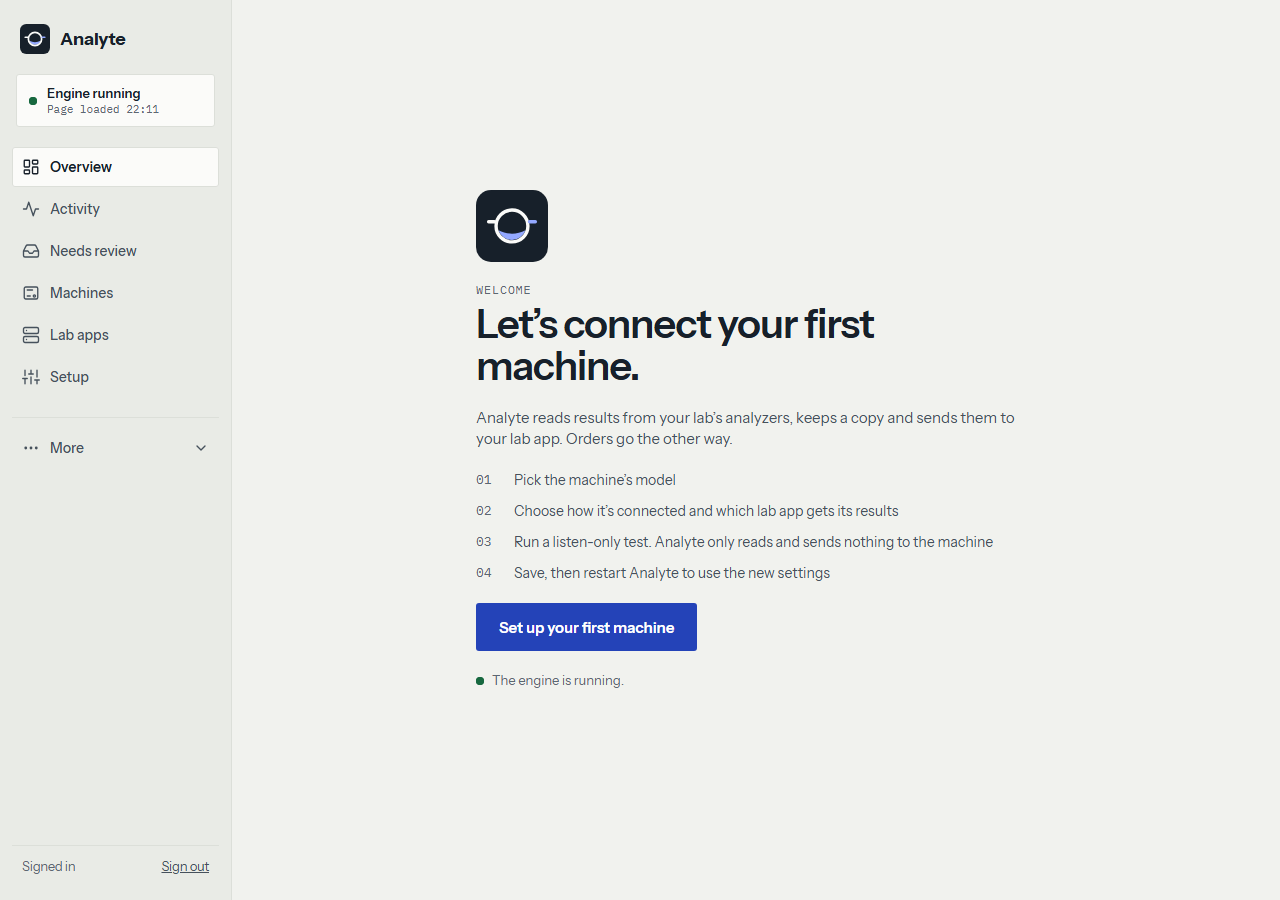 Analyte
Engine running
Page loaded 22:11
Overview
Activity
Needs review
Machines
Lab apps
Setup
More
Signed in
Sign out
WELCOME
Let’s connect your first
machine.
Analyte reads results from your lab’s analyzers, keeps a copy and sends them to
your lab app. Orders go the other way.
01 Pick the machine’s model
02 Choose how it’s connected and which lab app gets its results
03 Run a listen-only test. Analyte only reads and sends nothing to the machine
04 Save, then restart Analyte to use the new settings
Set up your first machine
The engine is running.